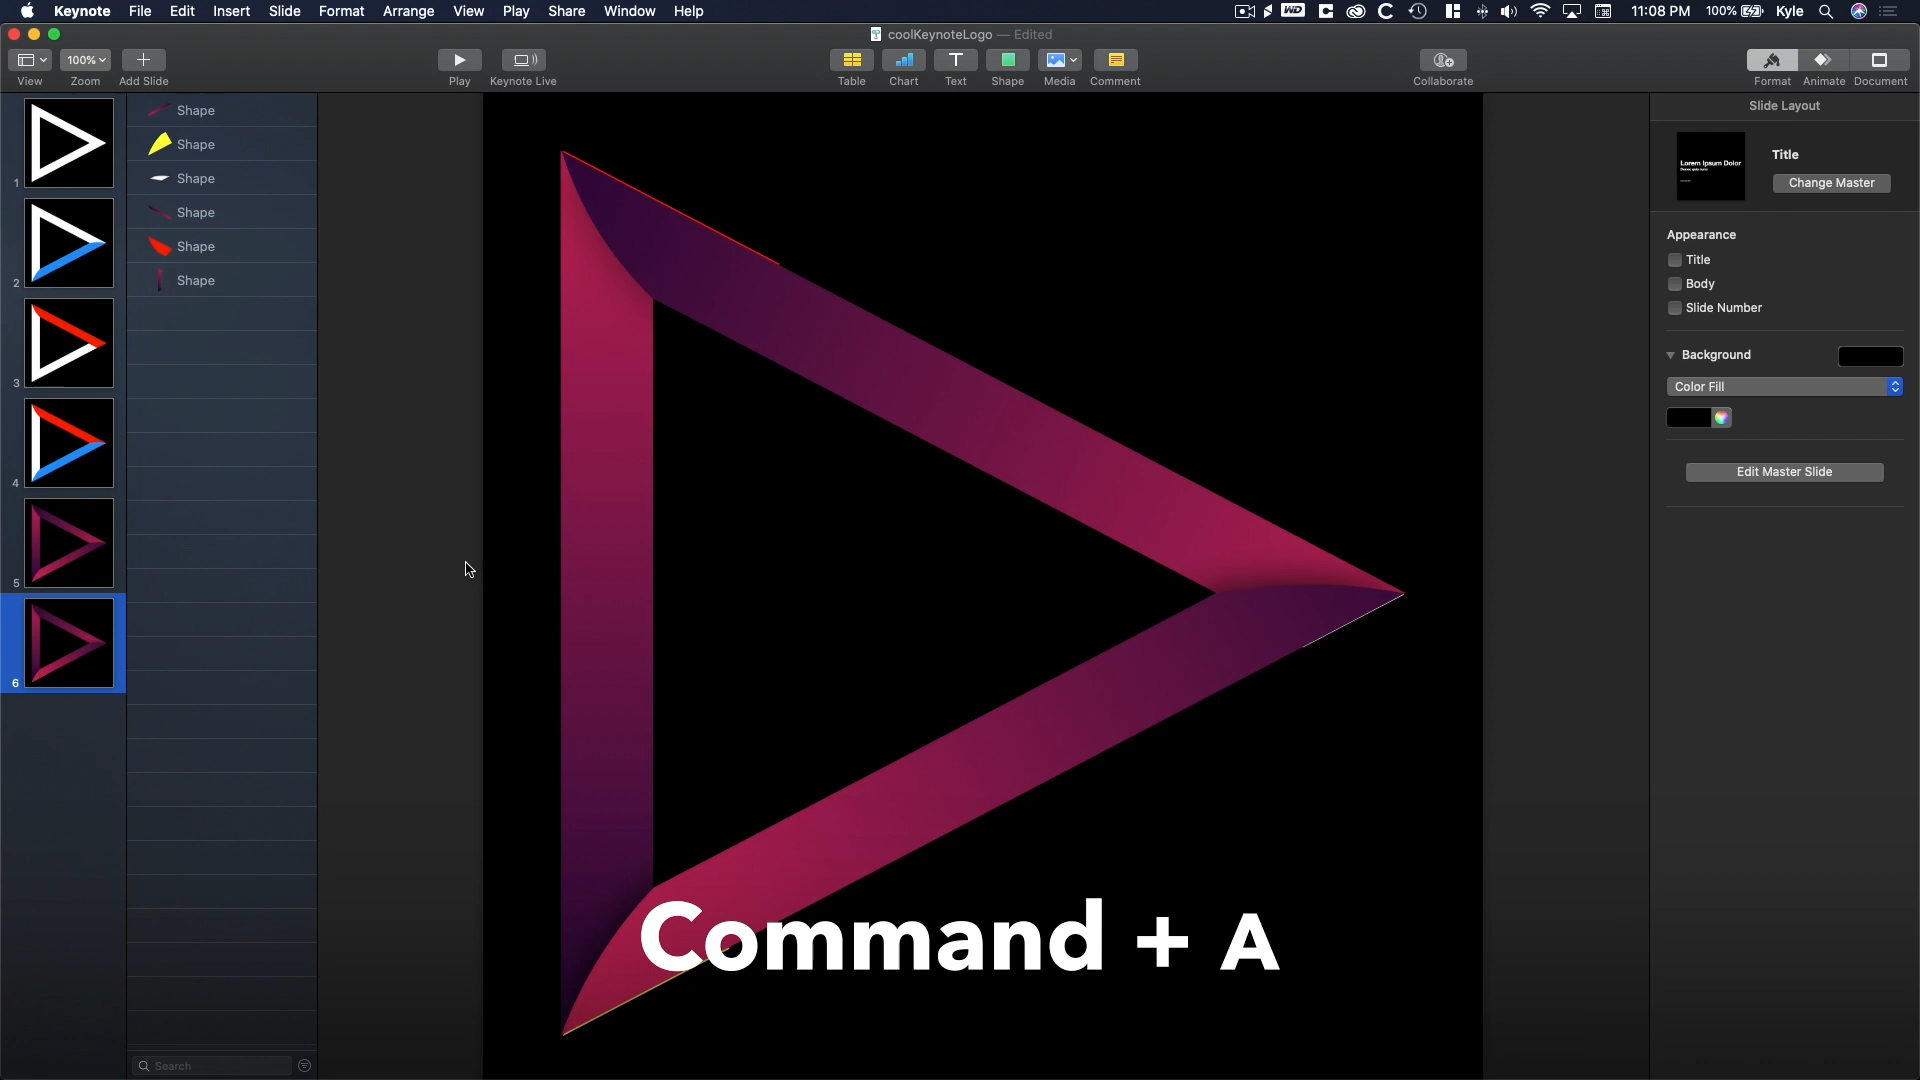 Keynote File Edit Insert Slide Format Arrange View Play Share Window Help
11:08 PM 100% Kyle
coolKeynoteLogo — Edited
100%
View Zoom Add Slide Play Keynote Live Table Chart Text Shape Media Comment Collaborate Format Animate Document
Shape
Shape
Shape
Shape
Shape
Shape
1
2
3
4
5
6
Search
Slide Layout
Lorem Ipsum Dolor
Title
Change Master
Appearance
Title
Body
Slide Number
Background
Color Fill
Edit Master Slide
Command + A